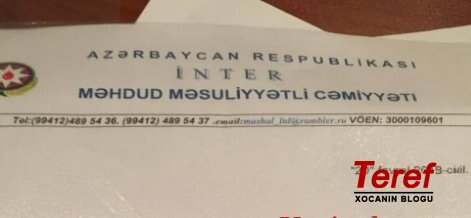 AZƏRBAYCAN RESPUBLİKASI
İNTER
MƏHDUD MƏSULİYYƏTLİ CƏMİYYƏTİ
Tel:(99412)489 54 36. (99412) 489 54 37 .email:mashal_ltd@rambler.ru VÖEN: 3000109601
Teref
XOCANIN BLOGU